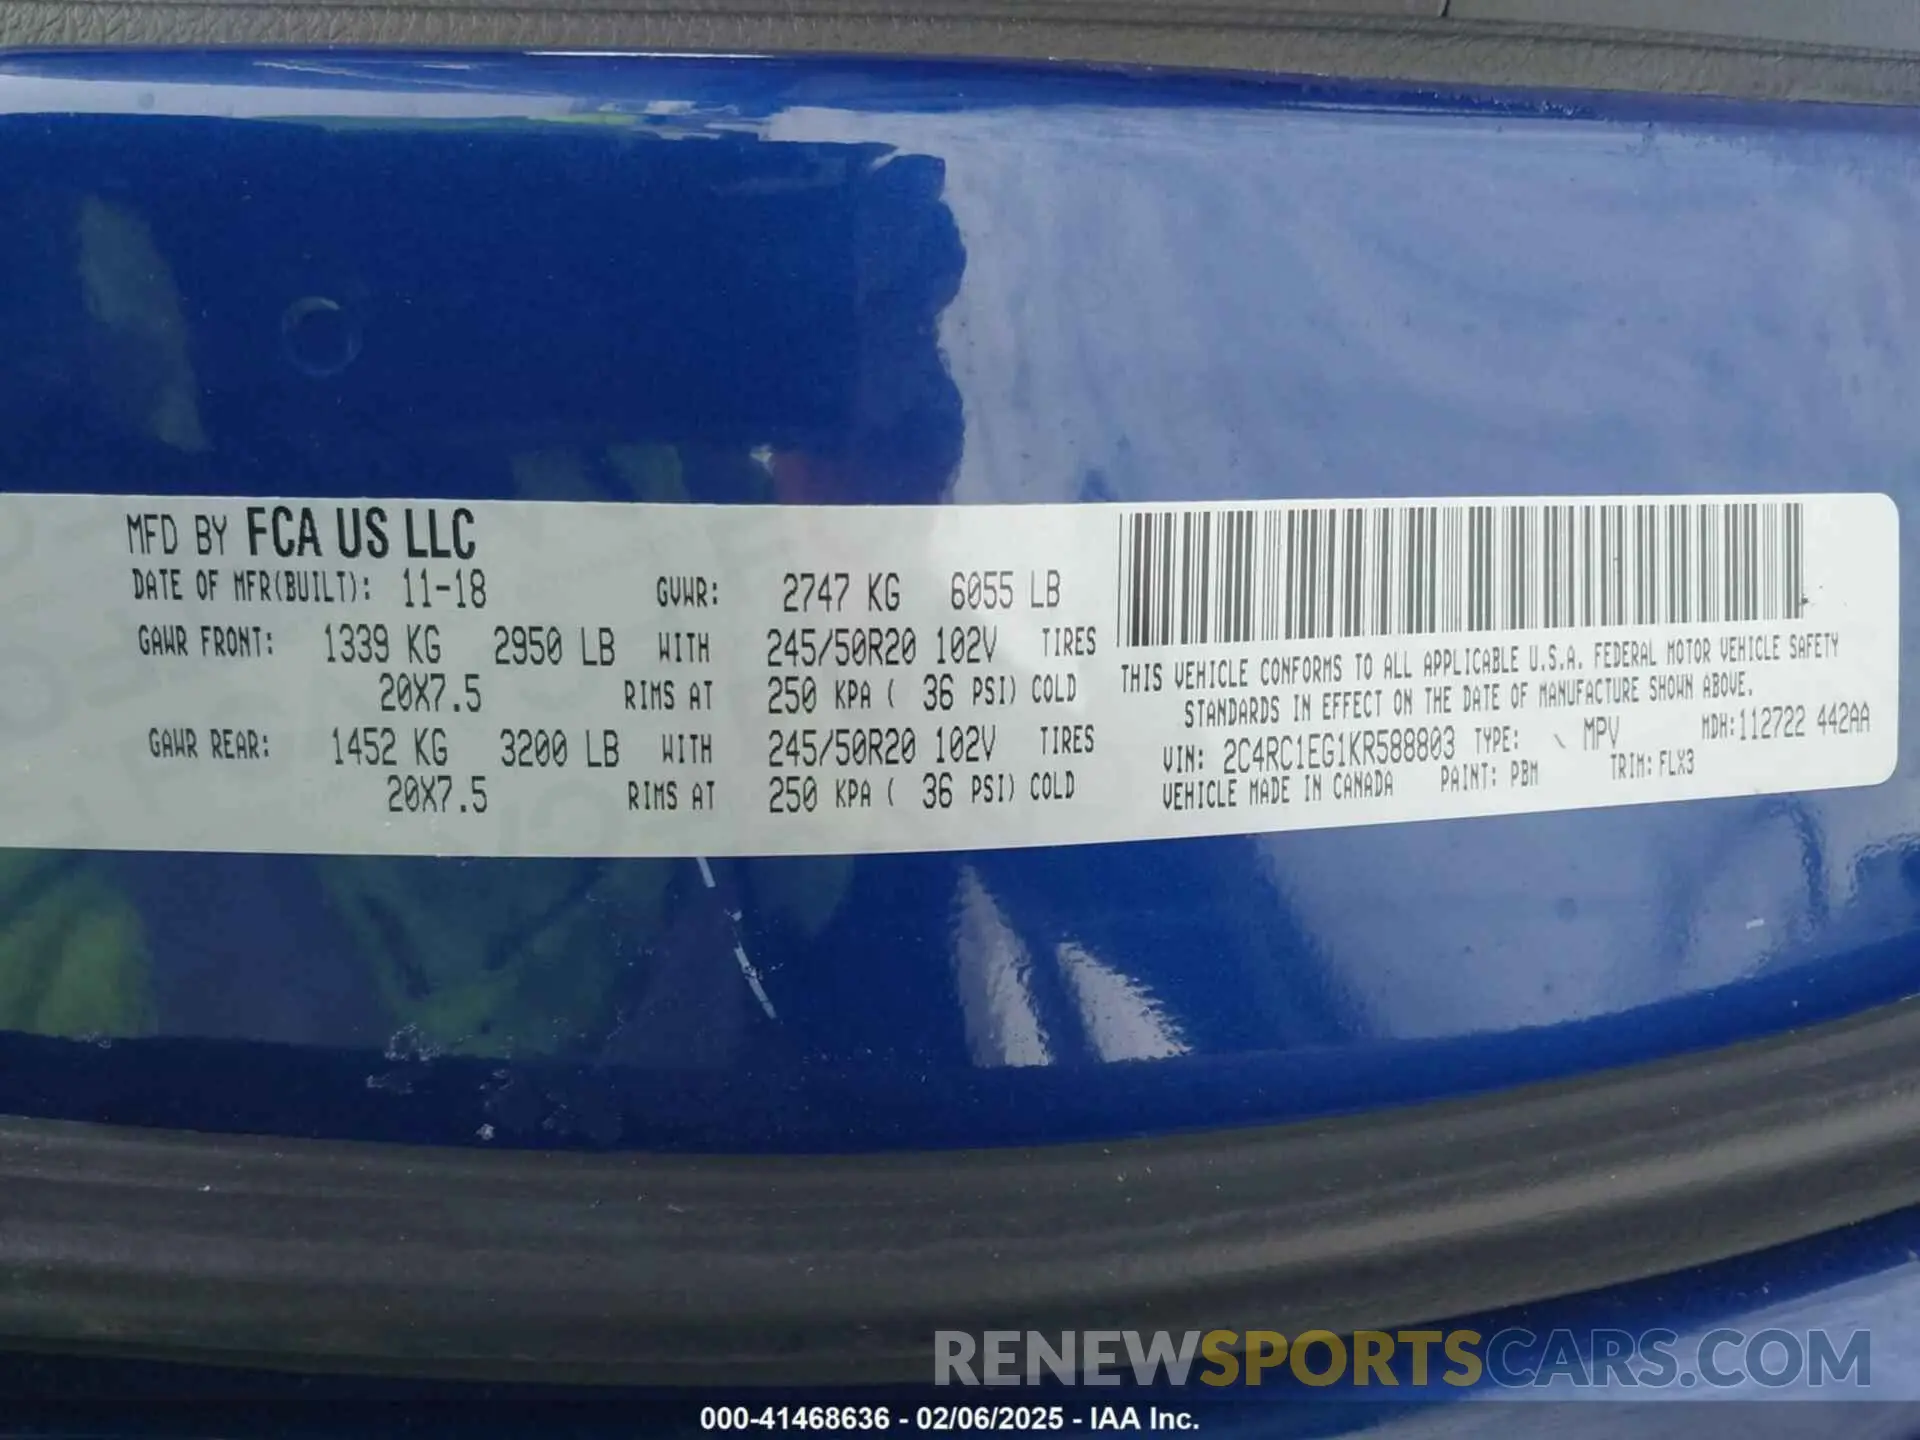 MFD BY FCA US LLC
DATE OF MFR(BUILT): 11-18 GVWR: 2747 KG 6055 LB
GAWR FRONT: 1339 KG 2950 LB WITH 245/50R20 102V TIRES
20X7.5 RIMS AT 250 KPA ( 36 PSI) COLD
GAWR REAR: 1452 KG 3200 LB WITH 245/50R20 102V TIRES
20X7.5 RIMS AT 250 KPA ( 36 PSI) COLD
THIS VEHICLE CONFORMS TO ALL APPLICABLE U.S.A. FEDERAL MOTOR VEHICLE SAFETY
STANDARDS IN EFFECT ON THE DATE OF MANUFACTURE SHOWN ABOVE.
VIN: 2C4RC1EG1KR588803 TYPE: MPV MDH:112722 442AA
VEHICLE MADE IN CANADA PAINT: PBM TRIM:FLX3
RENEWSPORTSCARS.COM
000-41468636 - 02/06/2025 - IAA Inc.